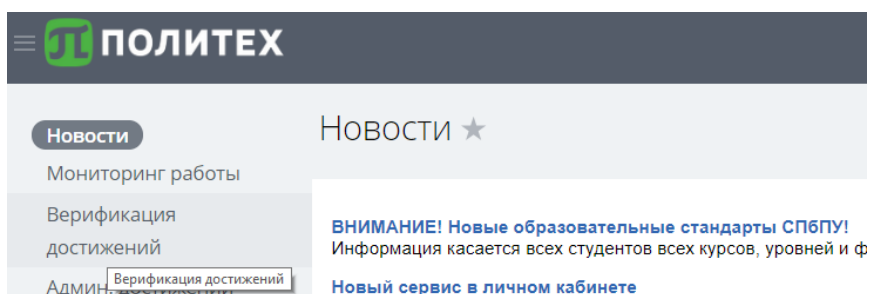 ПОЛИТЕХ
Новости
Мониторинг работы
Верификация
достижений
Верификация достижений
Новости
ВНИМАНИЕ! Новые образовательные стандарты СПбПУ!
Информация касается всех студентов всех курсов, уровней и ф
Новый сервис в личном кабинете